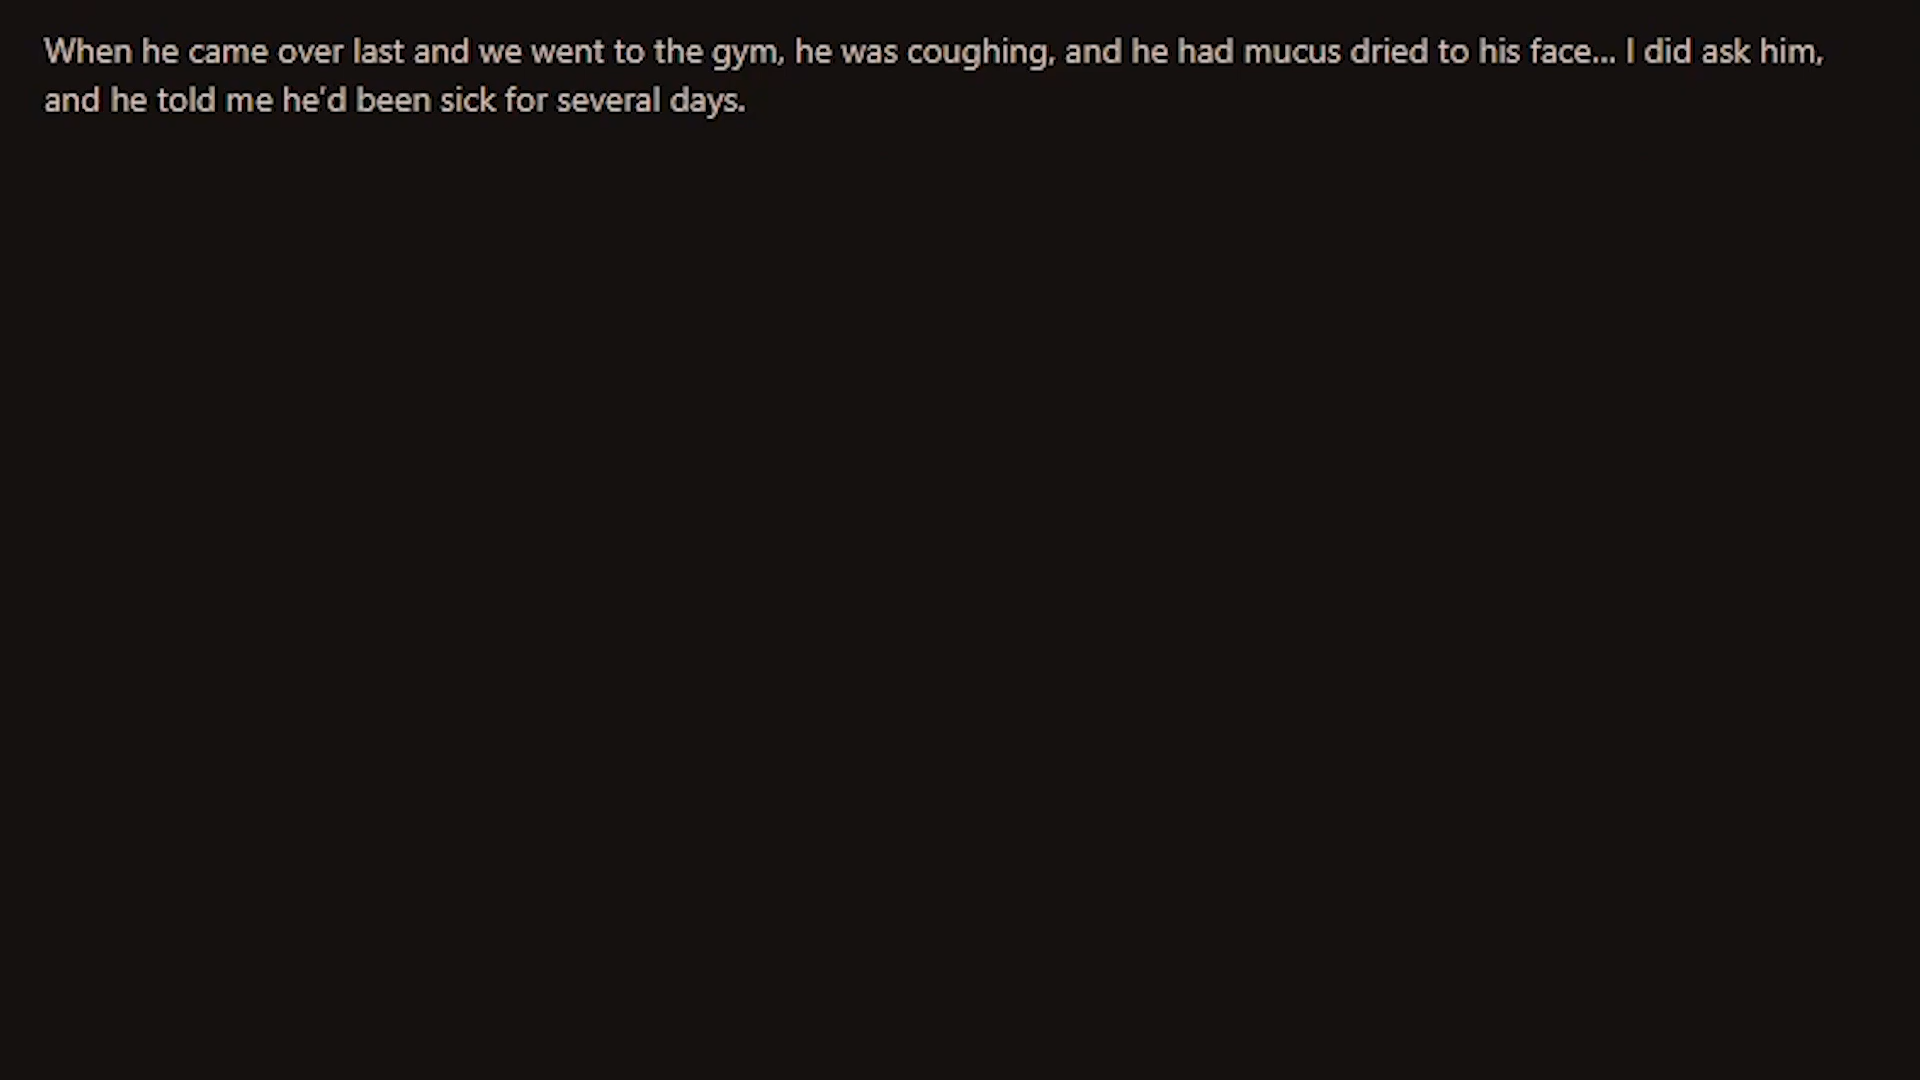 When he came over last and we went to the gym, he was coughing, and he had mucus dried to his face... I did ask him,
and he told me he'd been sick for several days.